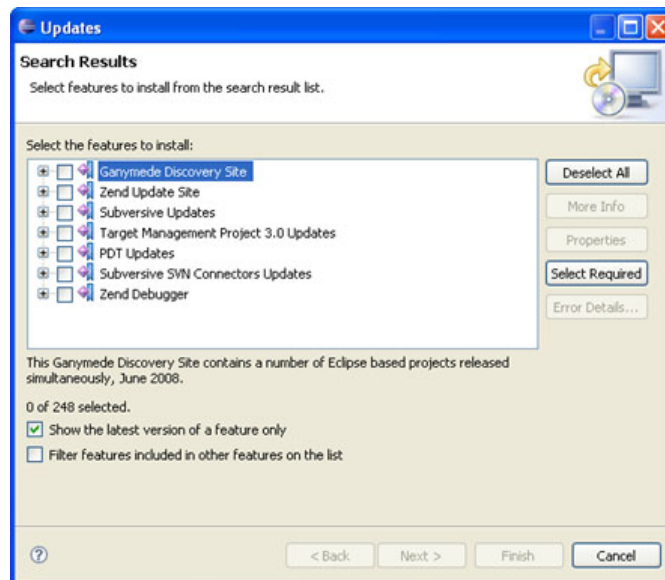 Updates
Search Results
Select features to install from the search result list.
Select the features to install:
Ganymede Discovery Site
Zend Update Site
Subversive Updates
Target Management Project 3.0 Updates
PDT Updates
Subversive SVN Connectors Updates
Zend Debugger
Deselect All
More Info
Properties
Select Required
Error Details...
This Ganymede Discovery Site contains a number of Eclipse based projects released
simultaneously, June 2008.
0 of 248 selected.
Show the latest version of a feature only
Filter features included in other features on the list
?
< Back
Next >
Finish
Cancel